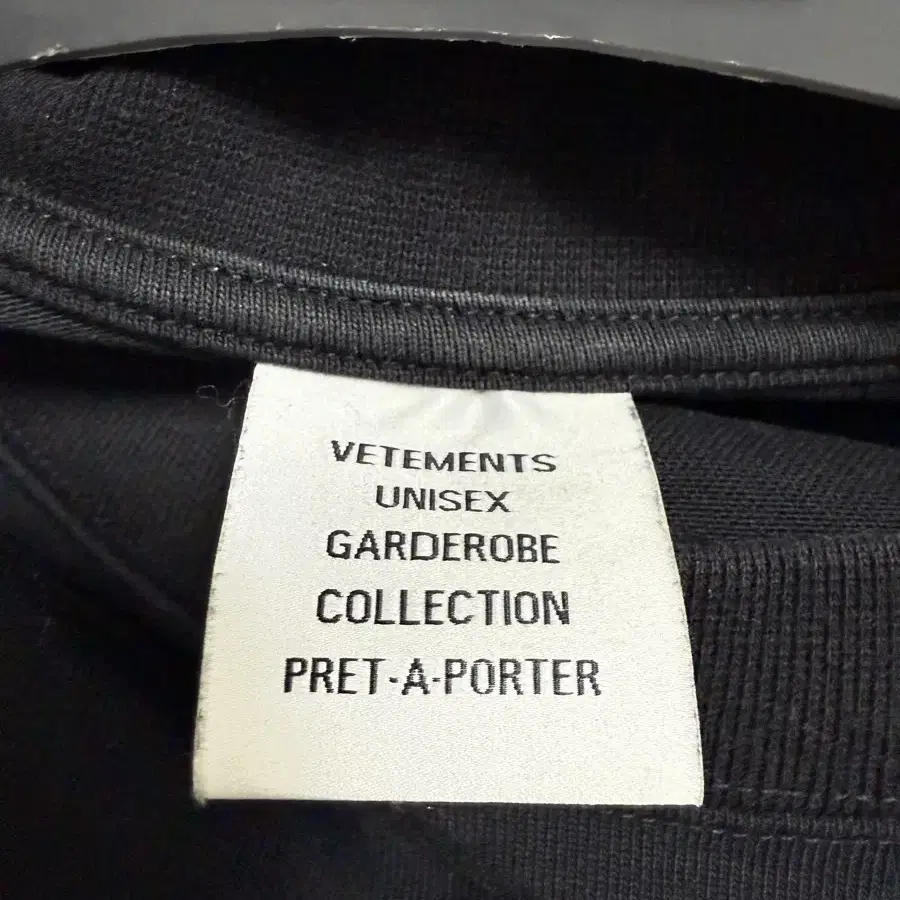 VETEMENTS
UNISEX
GARDEROBE
COLLECTION
PRET-A-PORTER